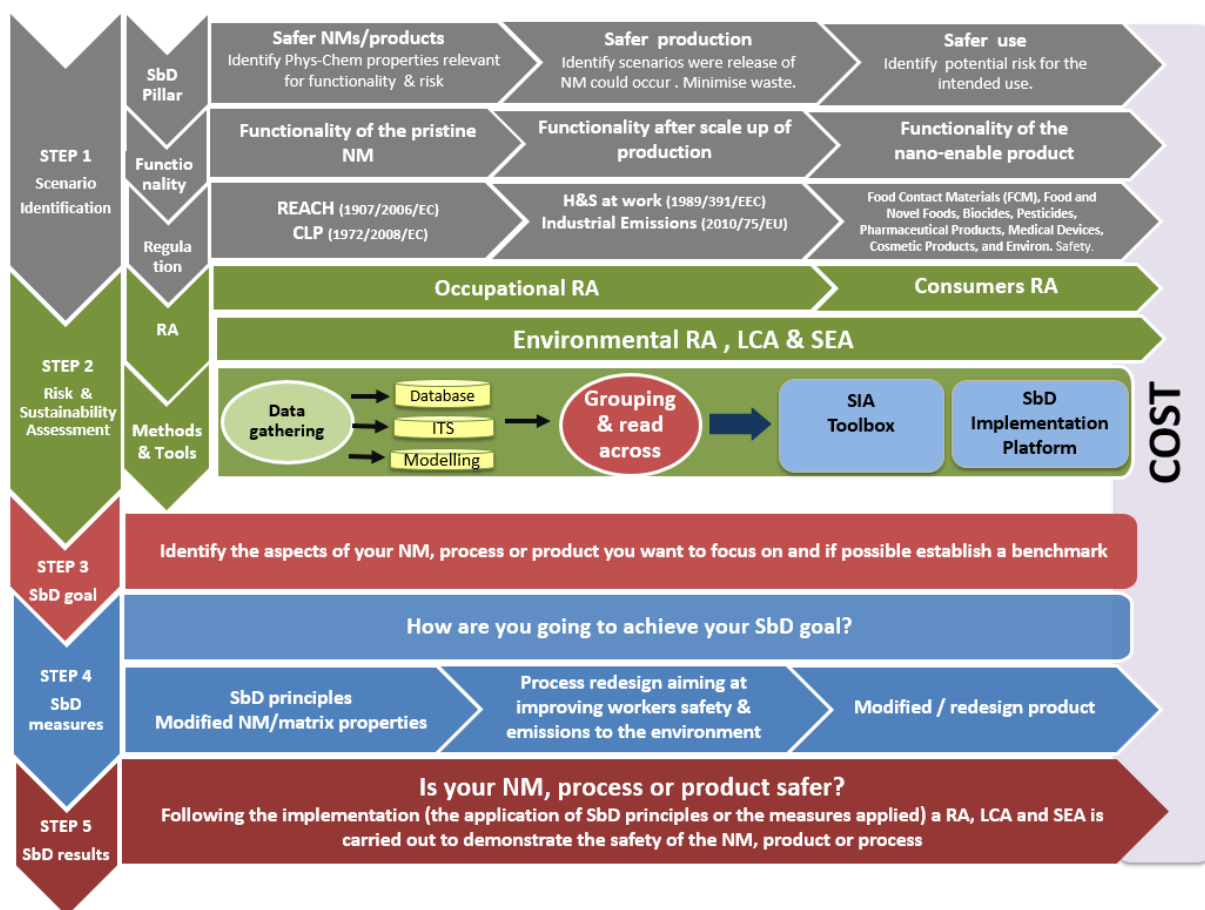 SbD
Pillar
Safer NMs/products
Identify Phys-Chem properties relevant
for functionality & risk
Safer production
Identify scenarios were release of
NM could occur . Minimise waste.
Safer use
Identify potential risk for the
intended use.
STEP 1
Scenario
Identification
Functio
nality
Functionality of the pristine
NM
Functionality after scale up of
production
Functionality of the
nano-enable product
Regula
tion
REACH (1907/2006/EC)
CLP (1972/2008/EC)
H&S at work (1989/391/EEC)
Industrial Emissions (2010/75/EU)
Food Contact Materials (FCM), Food and
Novel Foods, Biocides, Pesticides,
Pharmaceutical Products, Medical Devices,
Cosmetic Products, and Environ. Safety.
STEP 2
Risk &
Sustainability
Assessment
RA
Occupational RA
Consumers RA
Environmental RA , LCA & SEA
Methods
& Tools
Data
gathering
Database
ITS
Modelling
Grouping
& read
across
SIA
Toolbox
SbD
Implementation
Platform
COST
STEP 3
SbD goal
Identify the aspects of your NM, process or product you want to focus on and if possible establish a benchmark
STEP 4
SbD
measures
How are you going to achieve your SbD goal?
SbD principles
Modified NM/matrix properties
Process redesign aiming at
improving workers safety &
emissions to the environment
Modified / redesign product
STEP 5
SbD results
Is your NM, process or product safer?
Following the implementation (the application of SbD principles or the measures applied) a RA, LCA and SEA is
carried out to demonstrate the safety of the NM, product or process